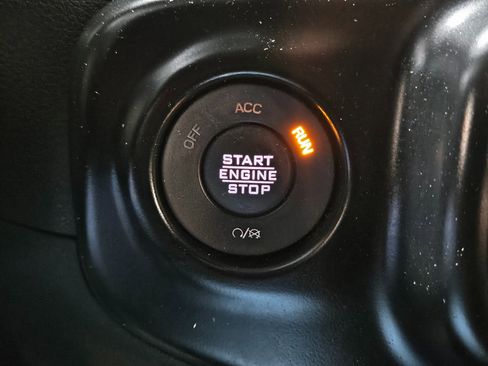 ACC
OFF
RUN
START
ENGINE
STOP